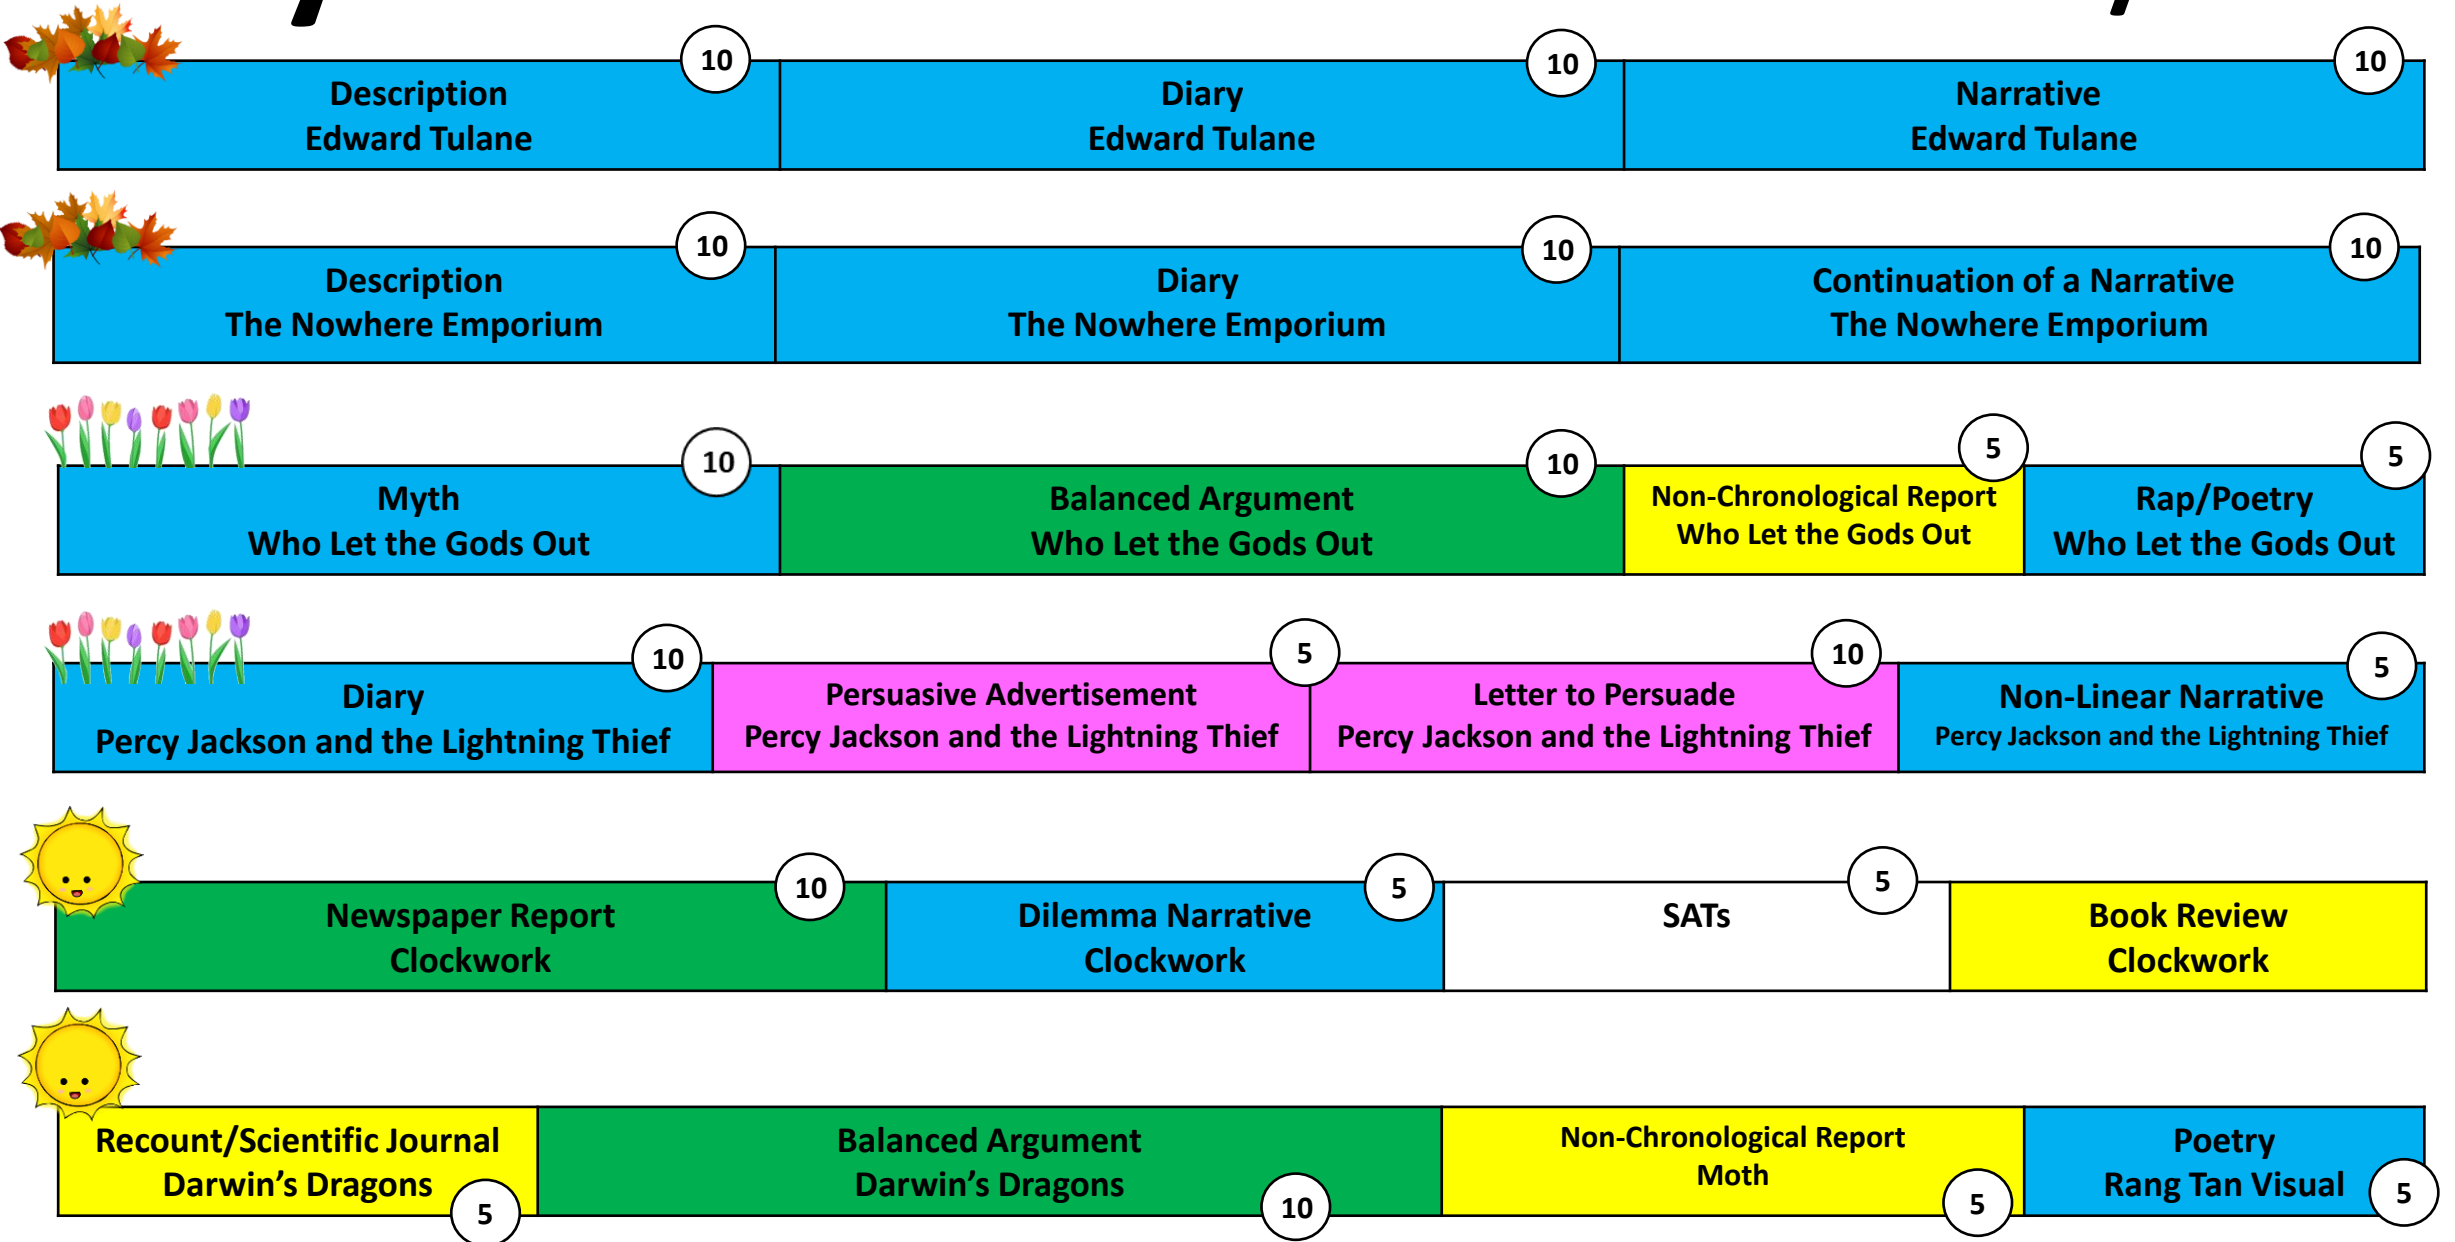 10
10
10
Description
Edward Tulane
Diary
Edward Tulane
Narrative
Edward Tulane
10
10
10
Description
The Nowhere Emporium
Diary
The Nowhere Emporium
Continuation of a Narrative
The Nowhere Emporium
10
10
5
5
Myth
Who Let the Gods Out
Balanced Argument
Who Let the Gods Out
Non-Chronological Report
Who Let the Gods Out
Rap/Poetry
Who Let the Gods Out
10
5
10
5
Diary
Percy Jackson and the Lightning Thief
Persuasive Advertisement
Percy Jackson and the Lightning Thief
Letter to Persuade
Percy Jackson and the Lightning Thief
Non-Linear Narrative
Percy Jackson and the Lightning Thief
10
5
5
Newspaper Report
Clockwork
Dilemma Narrative
Clockwork
SATs
Book Review
Clockwork
Recount/Scientific Journal
Darwin’s Dragons
5
Balanced Argument
Darwin’s Dragons
10
Non-Chronological Report
Moth
5
Poetry
Rang Tan Visual
5